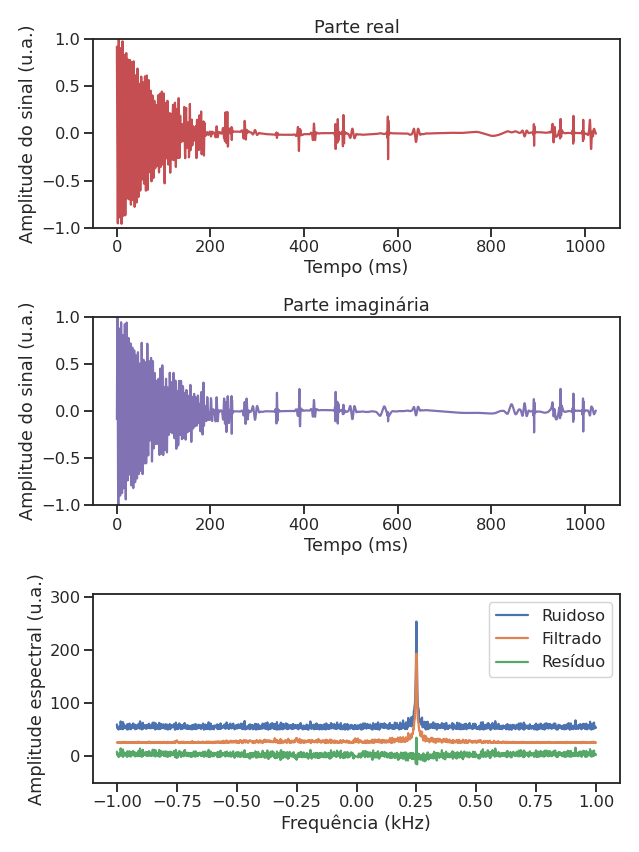 Parte real
Amplitude do sinal (u.a.)
1.0
0.5
0.0
−0.5
−1.0
0 200 400 600 800 1000
Tempo (ms)
Parte imaginária
Amplitude do sinal (u.a.)
1.0
0.5
0.0
−0.5
−1.0
0 200 400 600 800 1000
Tempo (ms)
Amplitude espectral (u.a.)
300
200
100
0
Ruidoso
Filtrado
Resíduo
−1.00 −0.75 −0.50 −0.25 0.00 0.25 0.50 0.75 1.00
Frequência (kHz)